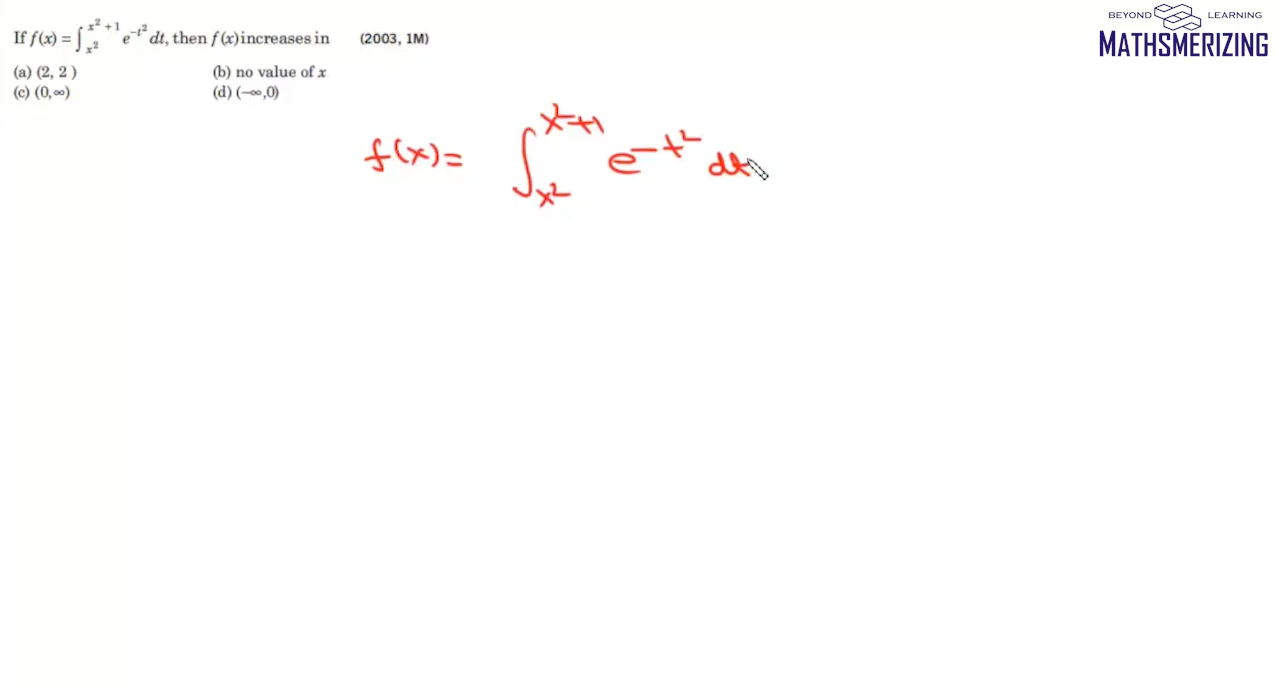 BEYOND LEARNING
MATHSMERIZING
If f(x) = ∫_{x²}^{x²+1} e^{-t²} dt, then f(x) increases in (2003, 1M)
(a) (2, 2) (b) no value of x
(c) (0, ∞) (d) (-∞,0)
f(x) = ∫_{x²}^{x²+1} e^{-t²} dt